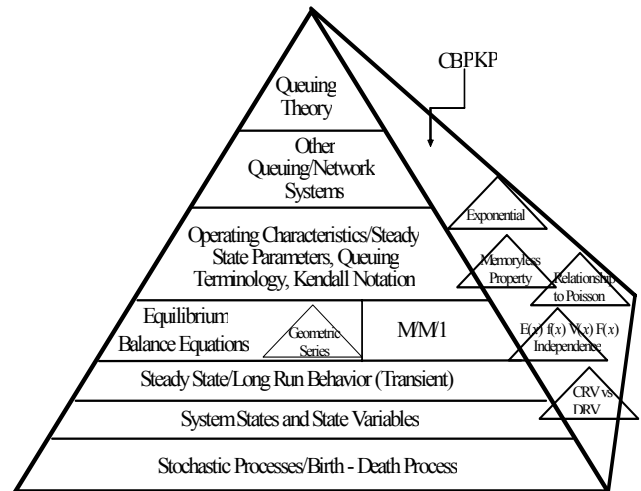 CBPKP
Queuing
Theory
Other
Queuing/Network
Systems
Exponential
Operating Characteristics/Steady
State Parameters, Queuing
Terminology, Kendall Notation
Memoryless
Property
Relationship
to Poisson
Equilibrium
Balance Equations
Geometric
Series
M/M/1
E(x) f(x) V(x) F(x)
Independence
Steady State/Long Run Behavior (Transient)
CRV vs
DRV
System States and State Variables
Stochastic Processes/Birth - Death Process